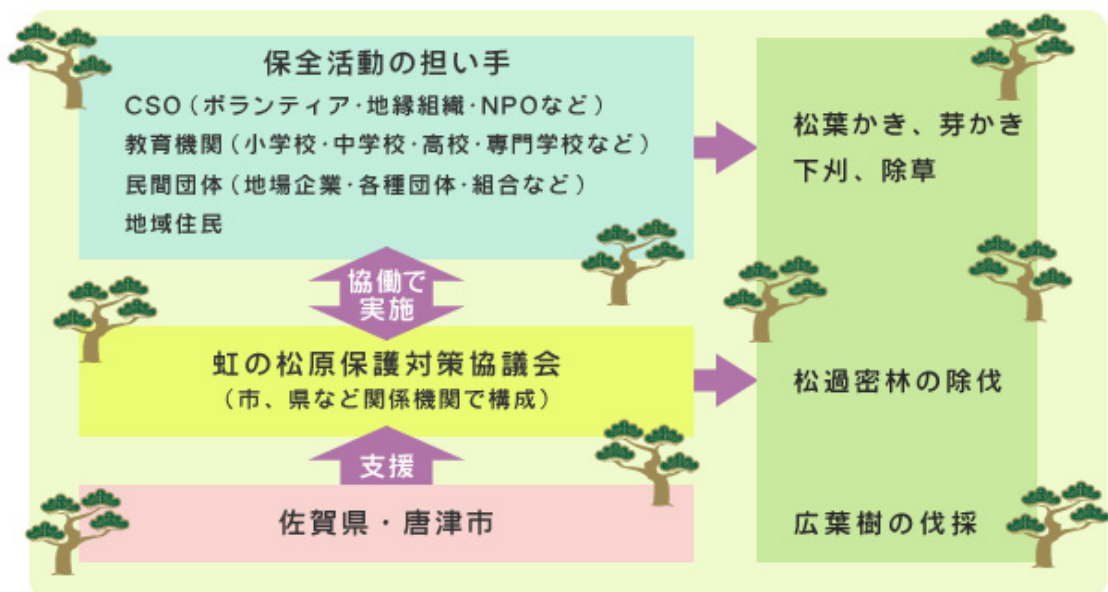 保全活動の担い手
CSO(ボランティア・地縁組織・NPOなど)
教育機関(小学校・中学校・高校・専門学校など)
民間団体(地場企業・各種団体・組合など)
地域住民
松葉かき、芽かき
下刈、除草
協働で
実施
虹の松原保護対策協議会
(市、県など関係機関で構成)
松過密林の除伐
支援
佐賀県・唐津市
広葉樹の伐採